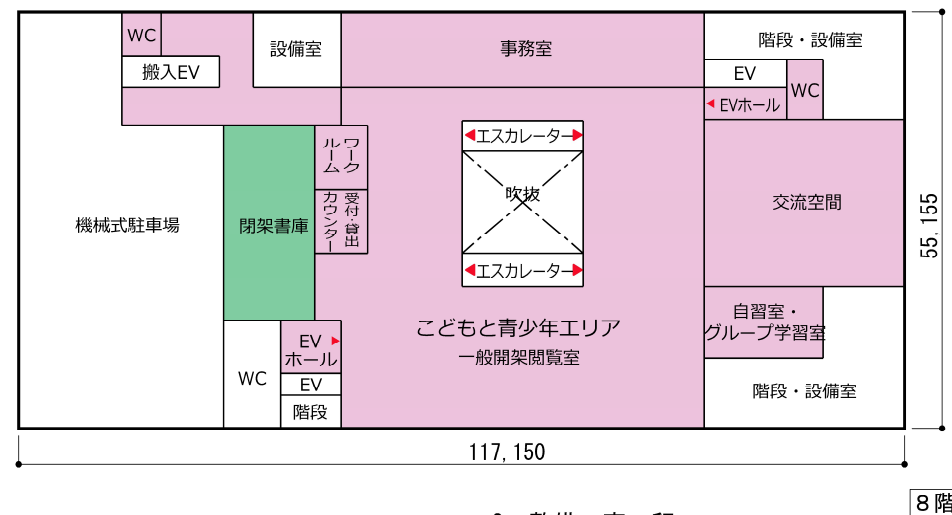 WC
搬入EV
設備室
事務室
階段・設備室
EV
WC
EVホール
エスカレーター
吹抜
エスカレーター
ワーク
ルーム
受付・貸出
カウンター
閉架書庫
機械式駐車場
交流空間
55,155
こどもと青少年エリア
一般開架閲覧室
自習室・
グループ学習室
EV
ホール
WC
EV
階段
階段・設備室
117,150
8階